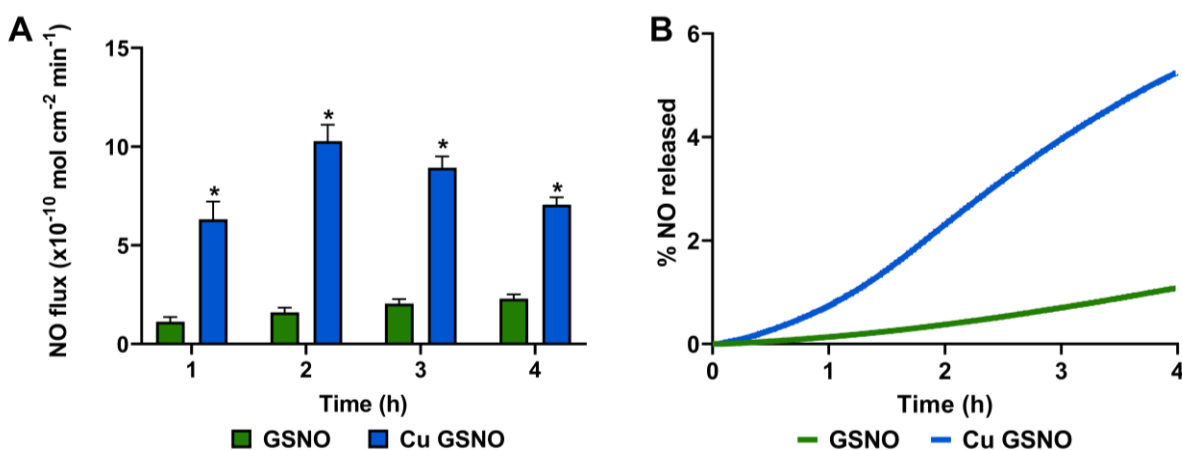 A
NO flux (x10⁻¹⁰ mol cm⁻² min⁻¹)
15
10
5
0
*
*
*
*
1 2 3 4
Time (h)
GSNO Cu GSNO
B
% NO released
6
4
2
0
0 1 2 3 4
Time (h)
GSNO Cu GSNO